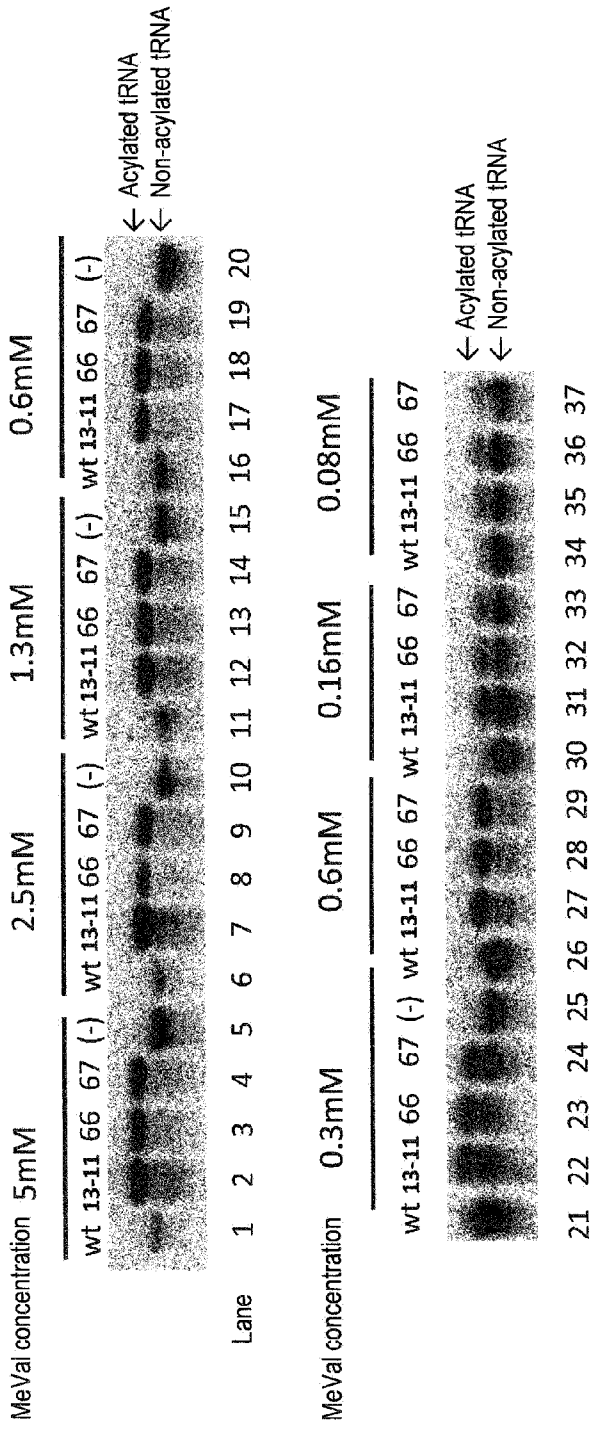 MeVal concentration 5mM 2.5mM 1.3mM 0.6mM
wt 13-11 66 67 (-) wt 13-11 66 67 (-) wt 13-11 66 67 (-) wt 13-11 66 67 (-)
← Acylated tRNA
← Non-acylated tRNA
Lane 1 2 3 4 5 6 7 8 9 10 11 12 13 14 15 16 17 18 19 20
MeVal concentration 0.3mM 0.6mM 0.16mM 0.08mM
wt 13-11 66 67 (-) wt 13-11 66 67 wt 13-11 66 67 wt 13-11 66 67
← Acylated tRNA
← Non-acylated tRNA
21 22 23 24 25 26 27 28 29 30 31 32 33 34 35 36 37